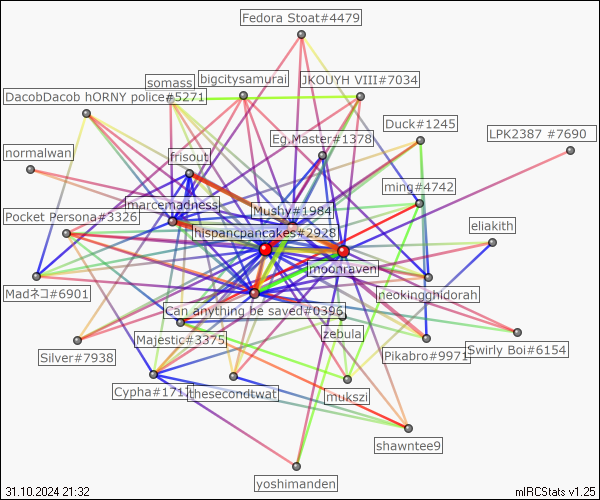 Fedora Stoat#4479
somass
bigcitysamurai
JKOUYH VIII#7034
DacobDacob hORNY police#5271
Duck#1245
LPK2387 #7690
Eg.Master#1378
normalwan
frisout
ming#4742
marcemadness
Mushy#1984
Pocket Persona#3326
hispancpancakes#2928
eliakith
moonraven
Madネコ#6901
neokingghidorah
Can anything be saved#0396
zebula
Majestic#3375
Silver#7938
Pikabro#9971
Swirly Boi#6154
Cypha#1717
thesecondtwat
mukszi
shawntee9
yoshimanden
31.10.2024 21:32
mIRCStats v1.25